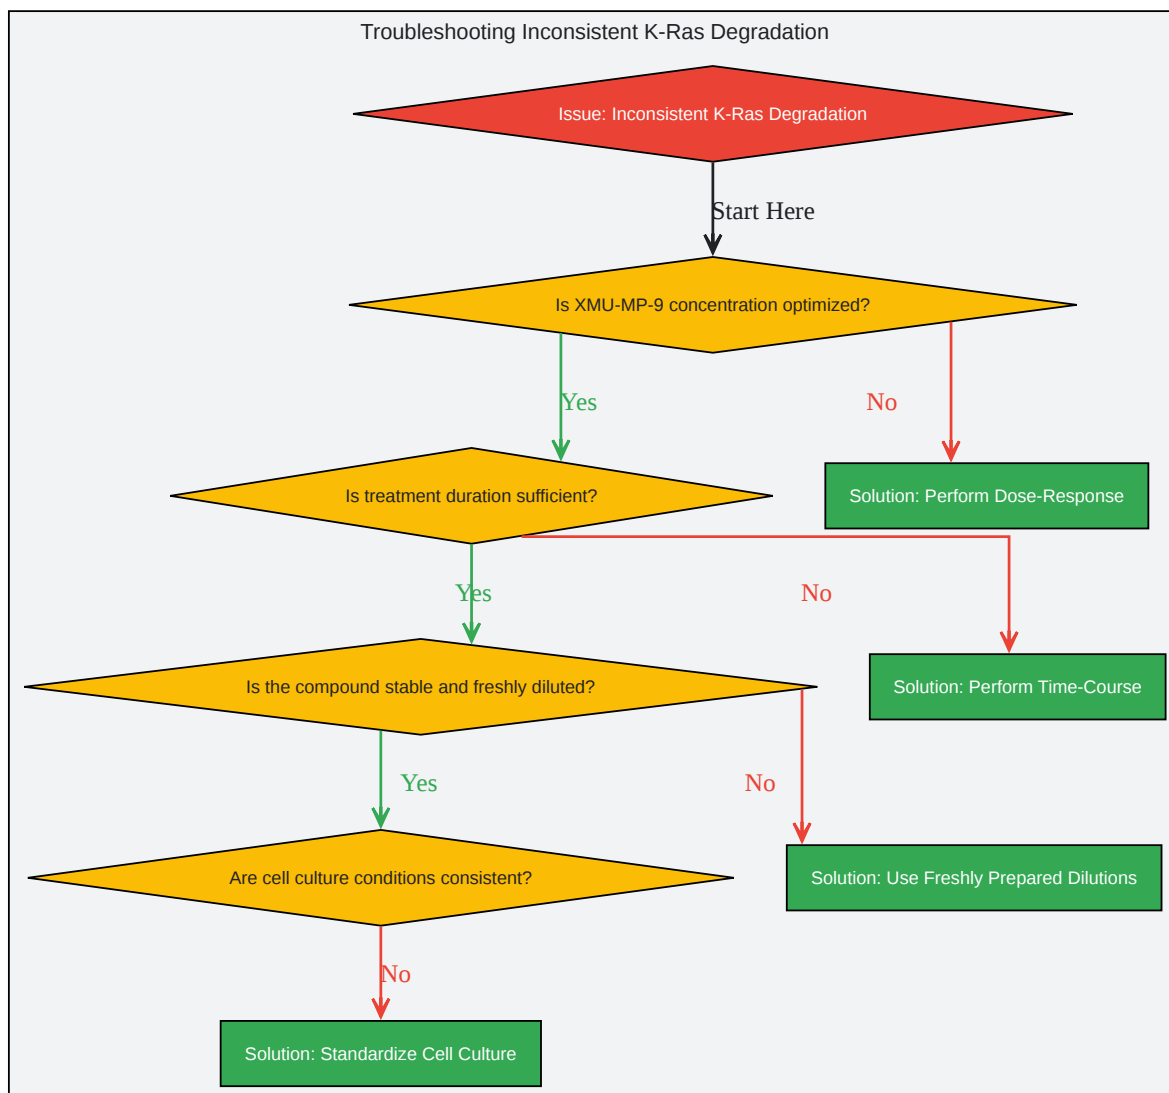 Troubleshooting Inconsistent K-Ras Degradation
Issue: Inconsistent K-Ras Degradation
Start Here
Is XMU-MP-9 concentration optimized?
Yes
No
Is treatment duration sufficient?
Solution: Perform Dose-Response
Yes
No
Is the compound stable and freshly diluted?
Solution: Perform Time-Course
Yes
No
Are cell culture conditions consistent?
Solution: Use Freshly Prepared Dilutions
No
Solution: Standardize Cell Culture